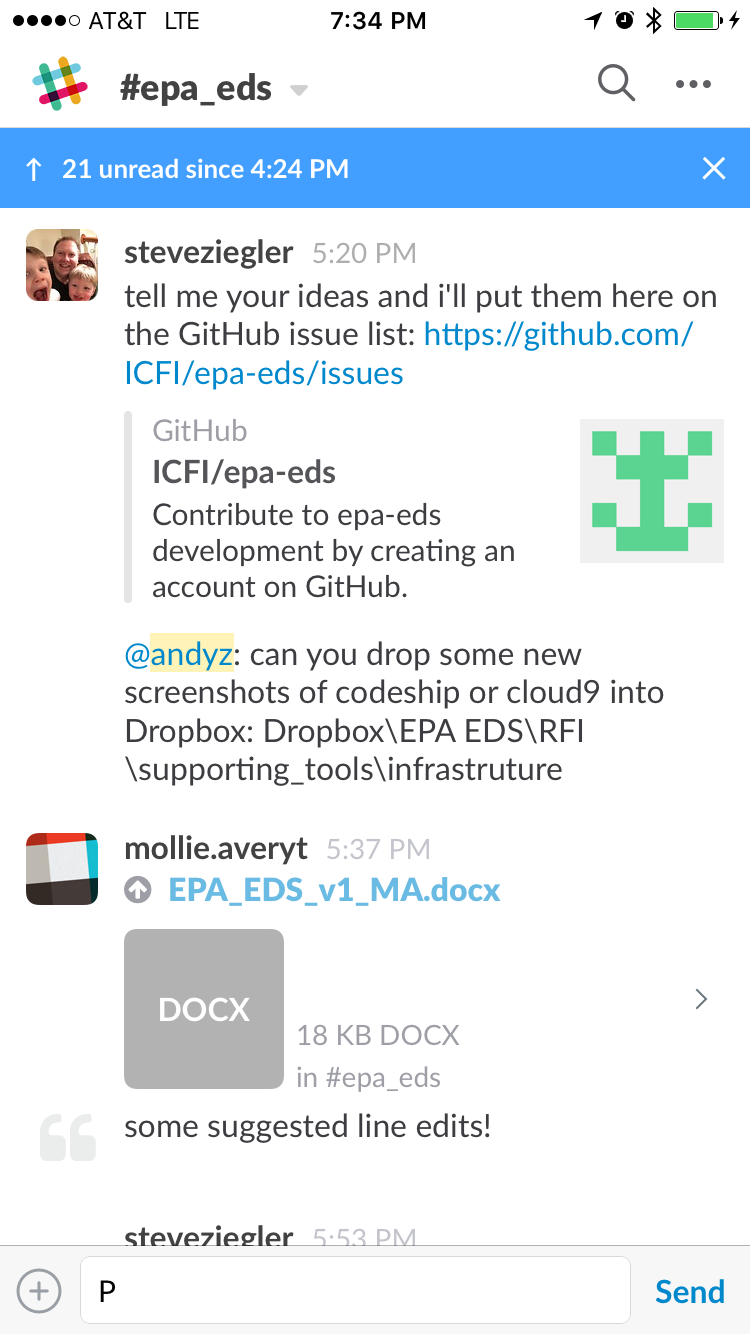 AT&T LTE 7:34 PM
#epa_eds
↑ 21 unread since 4:24 PM
steveziegler 5:20 PM
tell me your ideas and i'll put them here on
the GitHub issue list: https://github.com/
ICFI/epa-eds/issues
GitHub
ICFI/epa-eds
Contribute to epa-eds
development by creating an
account on GitHub.
@andyz: can you drop some new
screenshots of codeship or cloud9 into
Dropbox: Dropbox\EPA EDS\RFI
\supporting_tools\infrastruture
mollie.averyt 5:37 PM
EPA_EDS_v1_MA.docx
DOCX
18 KB DOCX
in #epa_eds
some suggested line edits!
steveziegler 5:53 PM
P
Send